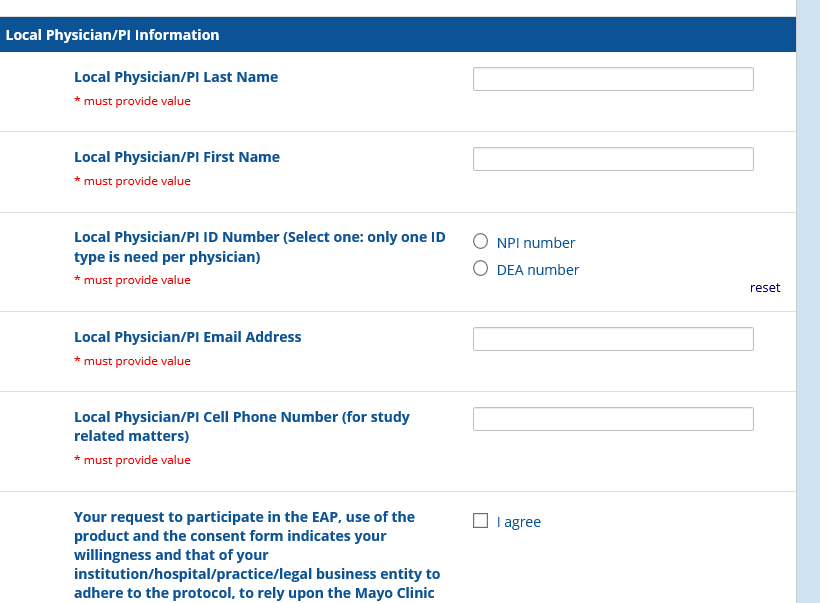 Local Physician/PI Information
Local Physician/PI Last Name
* must provide value
Local Physician/PI First Name
* must provide value
Local Physician/PI ID Number (Select one: only one ID
type is need per physician)
* must provide value
NPI number
DEA number
reset
Local Physician/PI Email Address
* must provide value
Local Physician/PI Cell Phone Number (for study
related matters)
* must provide value
Your request to participate in the EAP, use of the
product and the consent form indicates your
willingness and that of your
institution/hospital/practice/legal business entity to
adhere to the protocol, to rely upon the Mayo Clinic
I agree